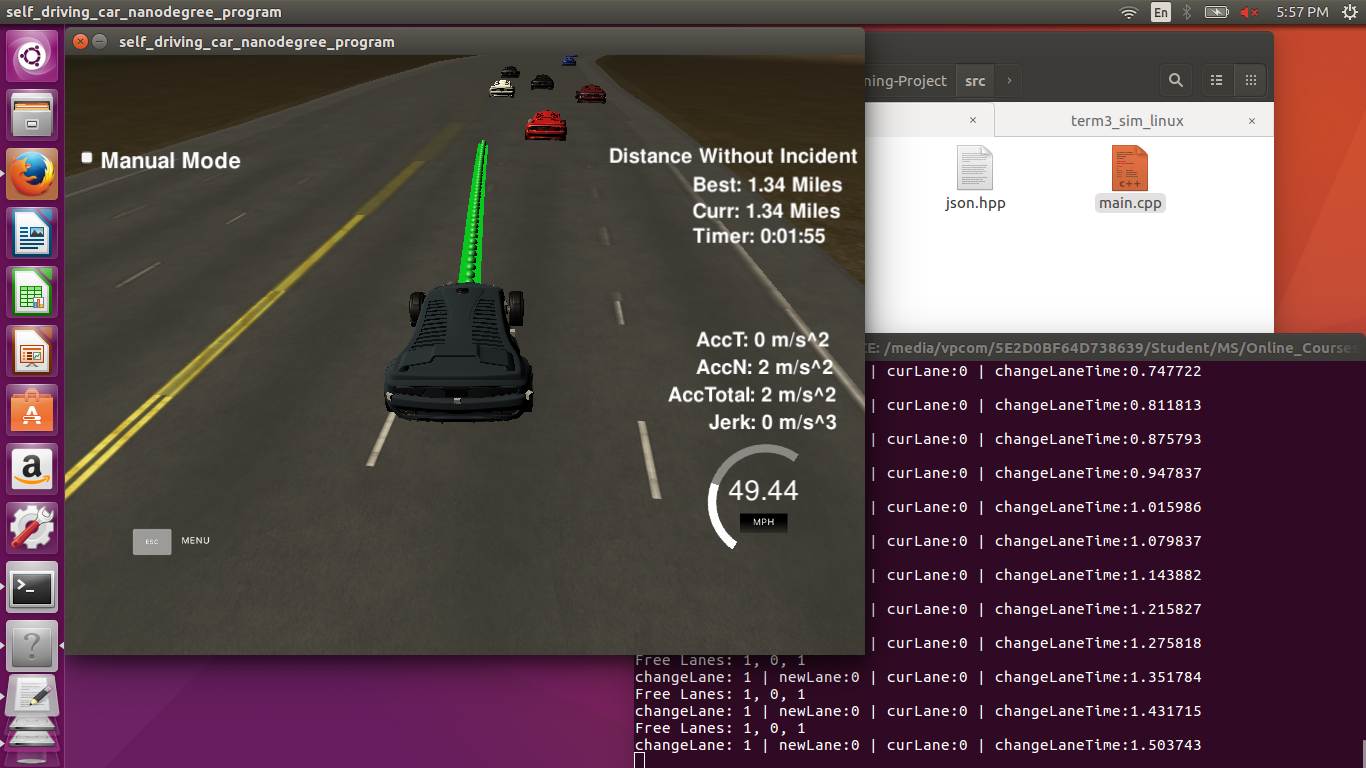 self_driving_car_nanodegree_program
En
5:57 PM
self_driving_car_nanodegree_program
ning-Project
src
term3_sim_linux
json.hpp
C++
main.cpp
Manual Mode
Distance Without Incident
Best: 1.34 Miles
Curr: 1.34 Miles
Timer: 0:01:55
AccT: 0 m/s^2
AccN: 2 m/s^2
AccTotal: 2 m/s^2
Jerk: 0 m/s^3
49.44
MPH
ESC
MENU
E: /media/vpcom/5E2D0BF64D738639/Student/MS/Online_Courses
| curLane:0 | changeLaneTime:0.747722
| curLane:0 | changeLaneTime:0.811813
| curLane:0 | changeLaneTime:0.875793
| curLane:0 | changeLaneTime:0.947837
| curLane:0 | changeLaneTime:1.015986
| curLane:0 | changeLaneTime:1.079837
| curLane:0 | changeLaneTime:1.143882
| curLane:0 | changeLaneTime:1.215827
| curLane:0 | changeLaneTime:1.275818
Free Lanes: 1, 0, 1
changeLane: 1 | newLane:0 | curLane:0 | changeLaneTime:1.351784
Free Lanes: 1, 0, 1
changeLane: 1 | newLane:0 | curLane:0 | changeLaneTime:1.431715
Free Lanes: 1, 0, 1
changeLane: 1 | newLane:0 | curLane:0 | changeLaneTime:1.503743